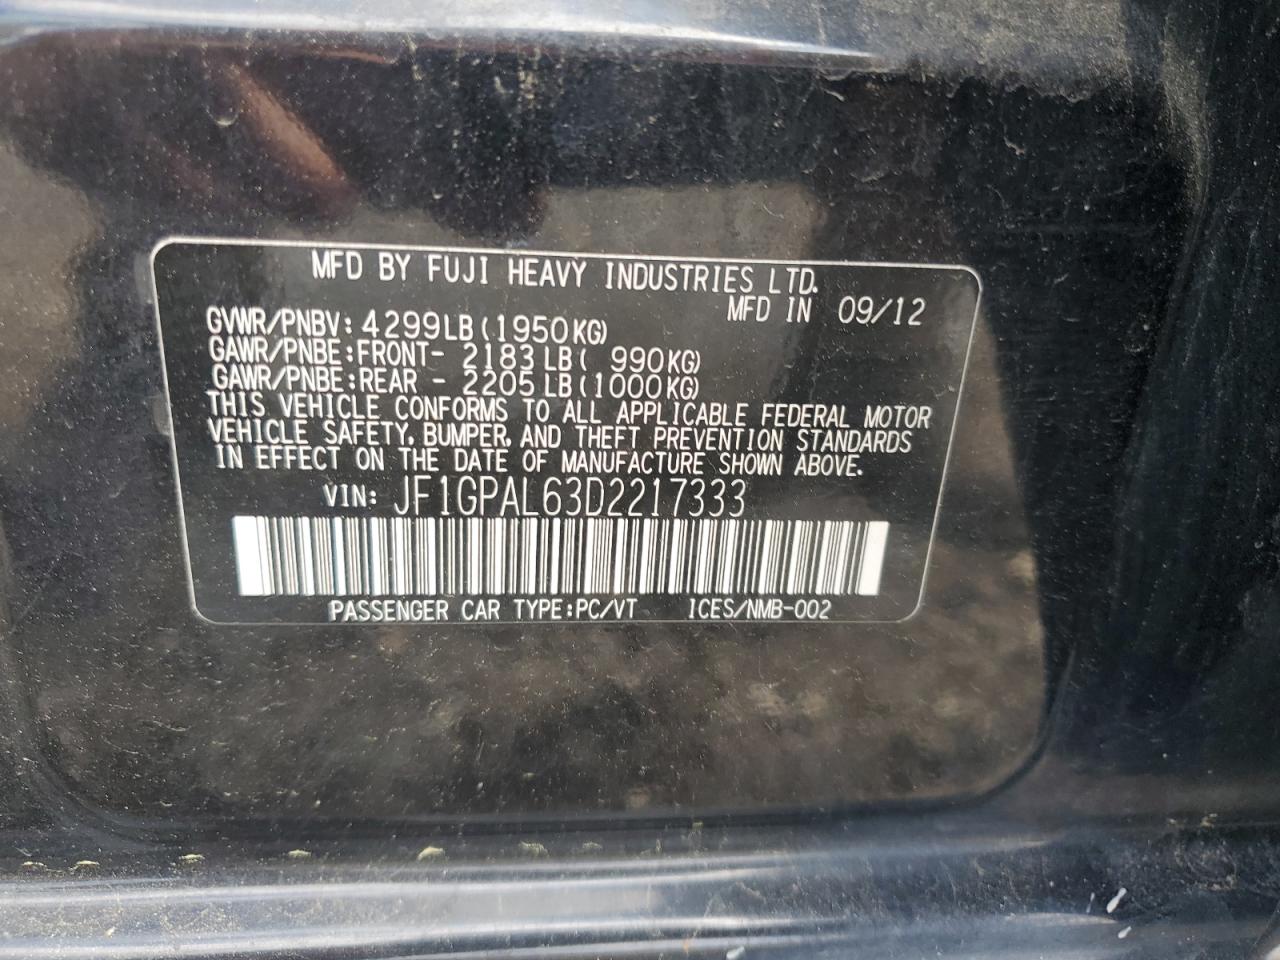 MFD BY FUJI HEAVY INDUSTRIES LTD.
MFD IN 09/12
GVWR/PNBV: 4299LB(1950KG)
GAWR/PNBE:FRONT- 2183LB( 990KG)
GAWR/PNBE:REAR - 2205LB(1000KG)
THIS VEHICLE CONFORMS TO ALL APPLICABLE FEDERAL MOTOR
VEHICLE SAFETY, BUMPER, AND THEFT PREVENTION STANDARDS
IN EFFECT ON THE DATE OF MANUFACTURE SHOWN ABOVE.
VIN: JF1GPAL63D2217333
PASSENGER CAR TYPE:PC/VT ICES/NMB-002